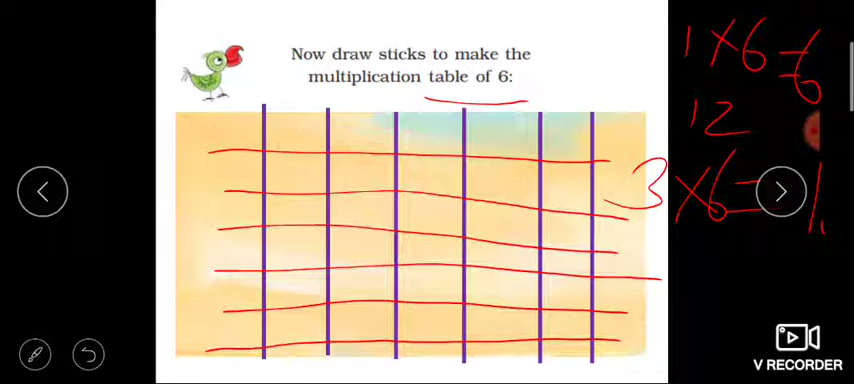 Now draw sticks to make the
multiplication table of 6:
1 × 6 = 6
12
3 × 6 = 1
V RECORDER